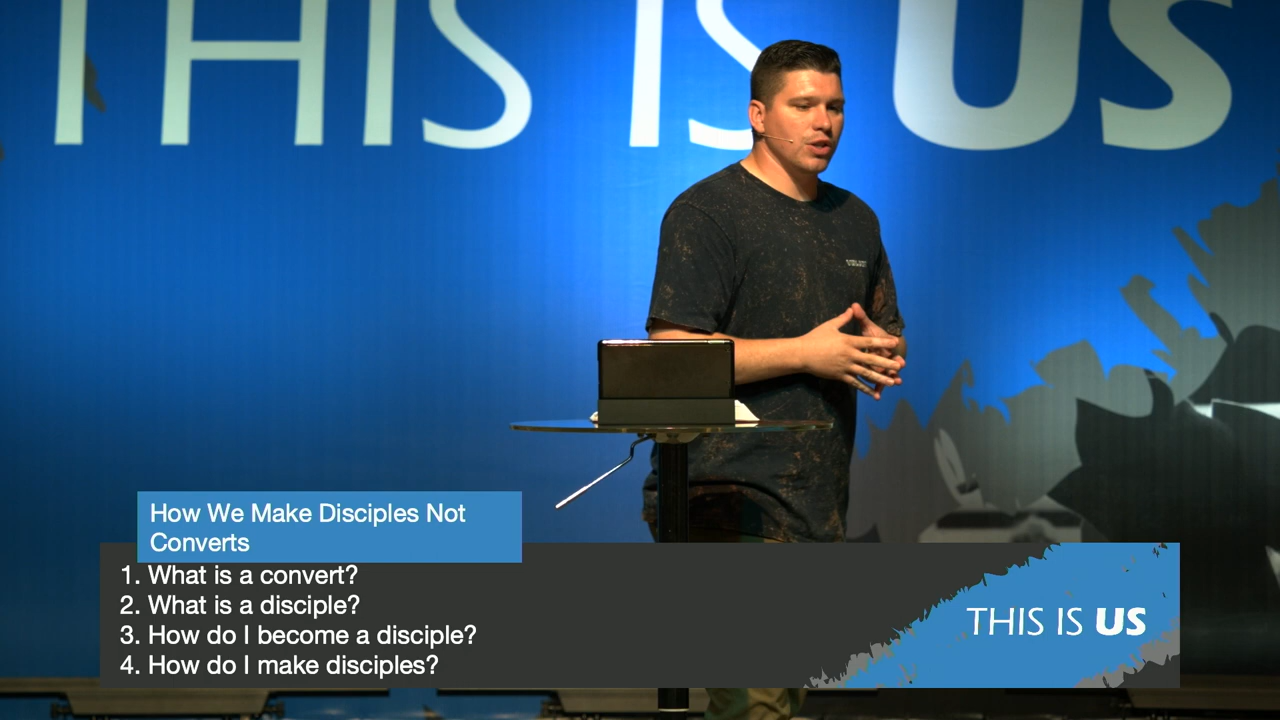 THIS IS US
How We Make Disciples Not
Converts
1. What is a convert?
2. What is a disciple?
3. How do I become a disciple?
4. How do I make disciples?
THIS IS US